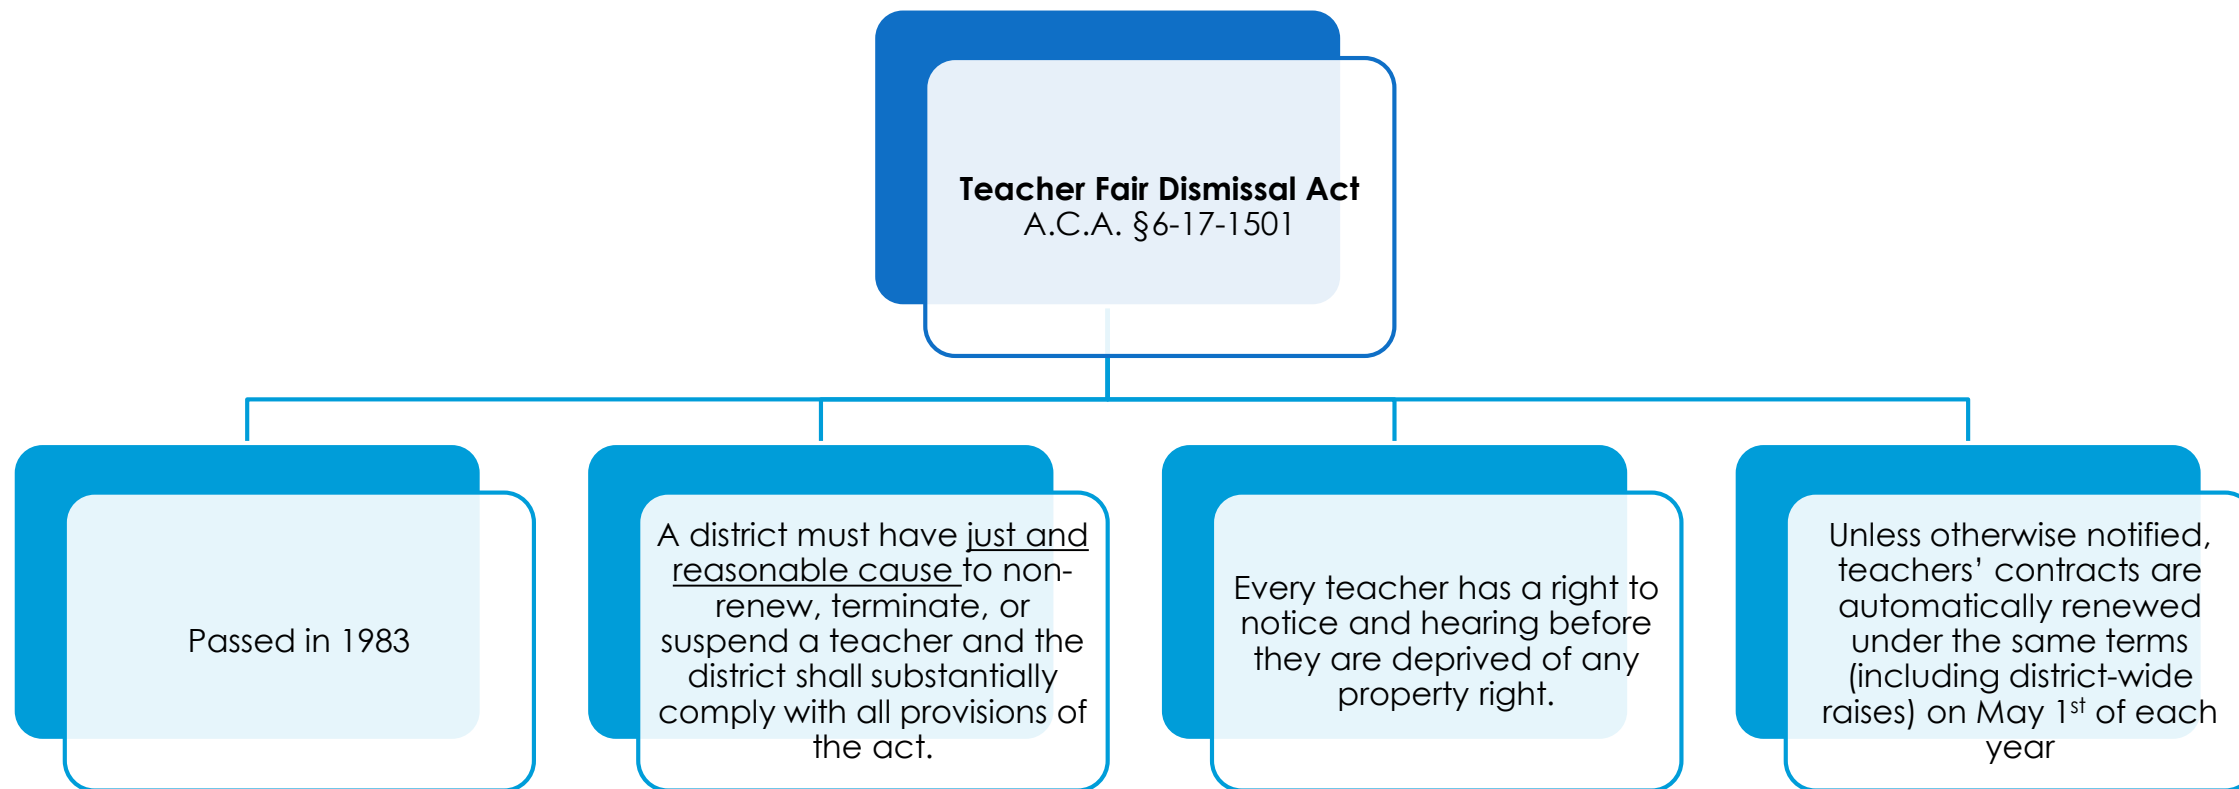 Teacher Fair Dismissal Act
A.C.A. §6-17-1501
Passed in 1983
A district must have just and
reasonable cause to non-
renew, terminate, or
suspend a teacher and the
district shall substantially
comply with all provisions of
the act.
Every teacher has a right to
notice and hearing before
they are deprived of any
property right.
Unless otherwise notified,
teachers’ contracts are
automatically renewed
under the same terms
(including district-wide
raises) on May 1st of each
year